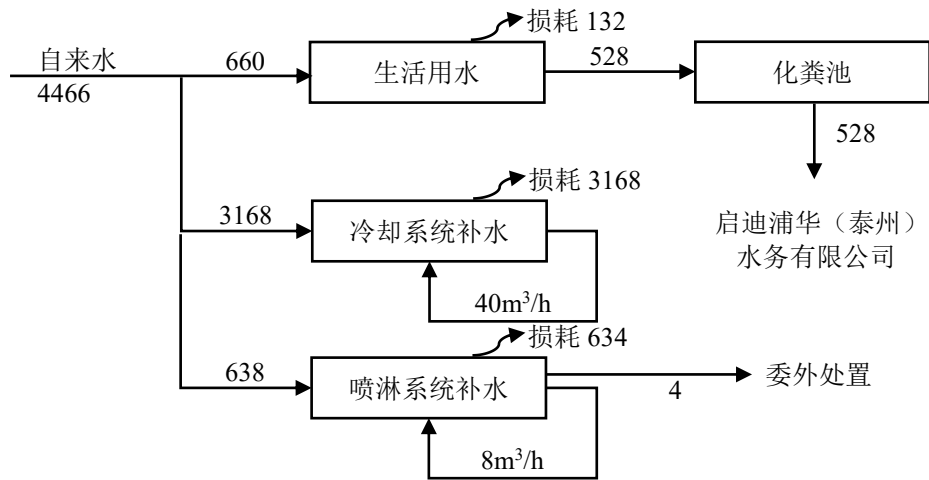 损耗 132
自来水
660
生活用水
528
化粪池
4466
528
损耗 3168
3168
冷却系统补水
启迪浦华（泰州）
水务有限公司
40m³/h
损耗 634
638
喷淋系统补水
4
委外处置
8m³/h